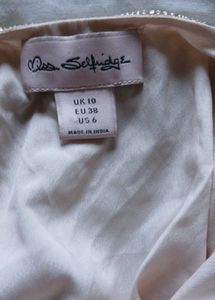 Miss Selfridge
UK 10
EU 38
US 6
MADE IN INDIA